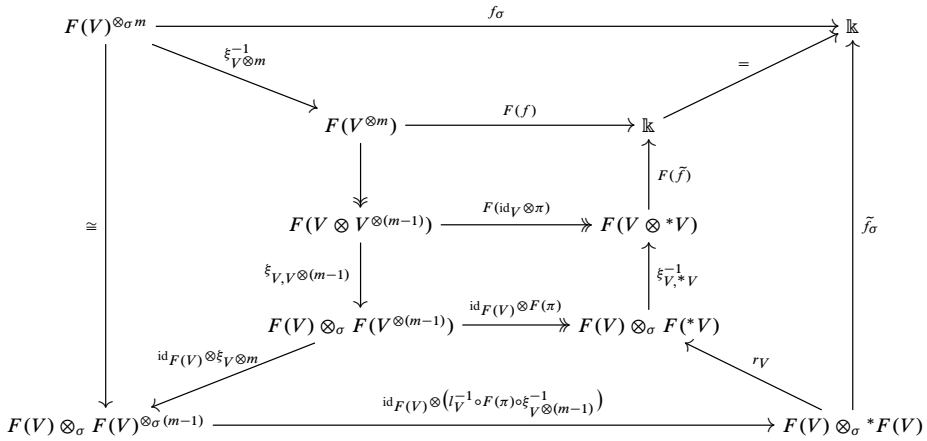 F(V)^{⊗_σ m} f_σ 𝕜
ξ^{-1}_{V^{⊗m}} =
F(V^{⊗m}) F(f) 𝕜
F(f̃)
≅ F(V ⊗ V^{⊗(m−1)}) F(id_V ⊗π) F(V ⊗ *V) f̃_σ
ξ_{V,V^{⊗(m−1)}} ξ^{-1}_{V,*V}
F(V) ⊗_σ F(V^{⊗(m−1)}) id_{F(V)} ⊗F(π) F(V) ⊗_σ F(*V)
id_{F(V)} ⊗ξ_{V^{⊗m}} r_V
F(V) ⊗_σ F(V)^{⊗_σ(m−1)} id_{F(V)} ⊗(l_V^{-1}∘F(π)∘ξ^{-1}_{V^{⊗(m−1)}}) F(V) ⊗_σ *F(V)